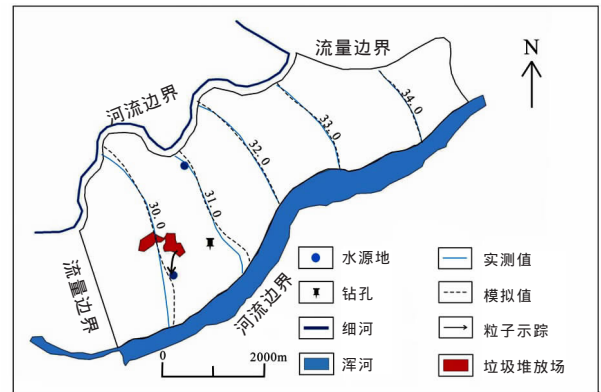 流量边界
N
河流边界
34.0
33.0
32.0
31.0
30.0
流量边界
河流边界
0 2000m
水源地
钻孔
细河
浑河
实测值
模拟值
粒子示踪
垃圾堆放场